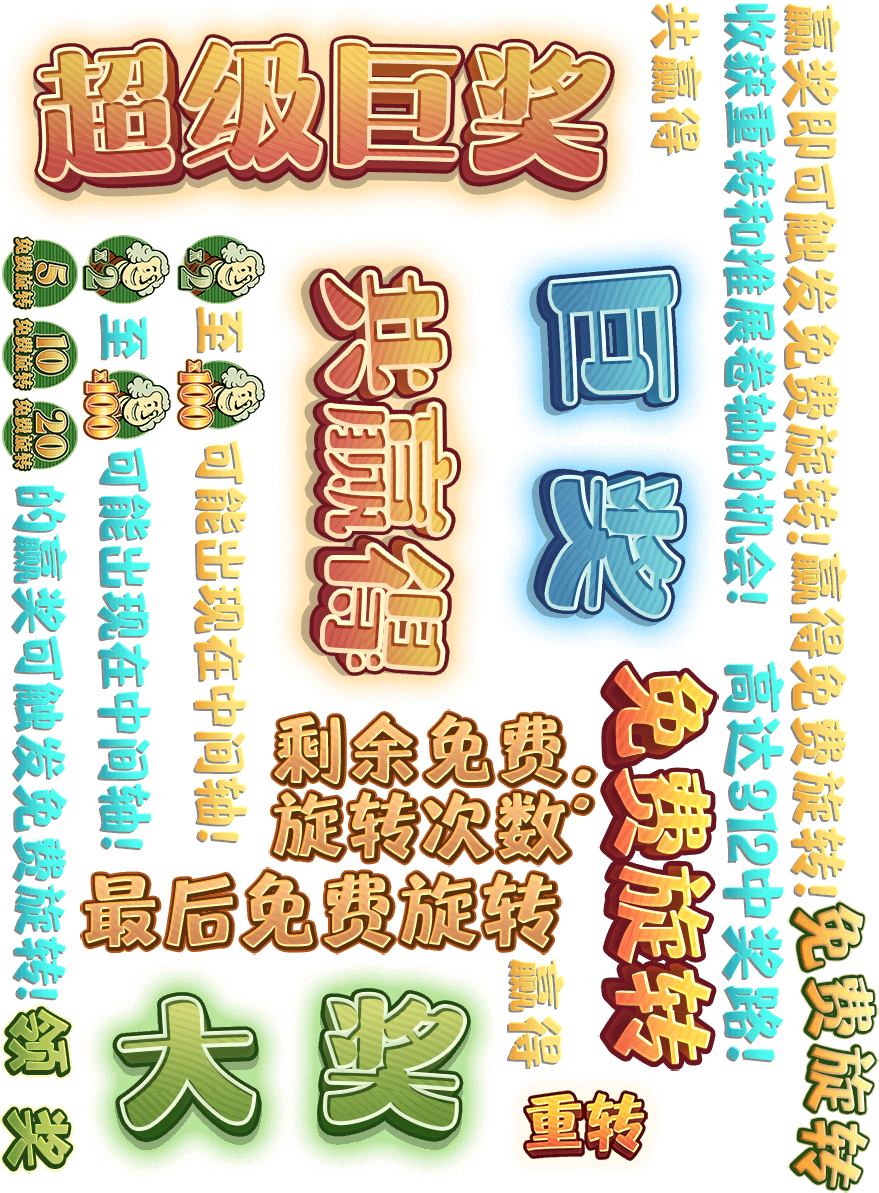 超级巨奖
共赢得
收获重转和推展卷轴的机会!
赢奖即可触发免费旋转!赢得免费旋转!
5
免费旋转
10
免费旋转
20
免费旋转
的赢奖可触发免费旋转!
x2
至
x100
可能出现在中间轴!
x2
至
x100
可能出现在中间轴!
共赢得
巨奖
剩余免费
旋转次数:
最后免费旋转
免费旋转
高达312中奖路!
免费旋转
领奖
大奖
赢得
重转